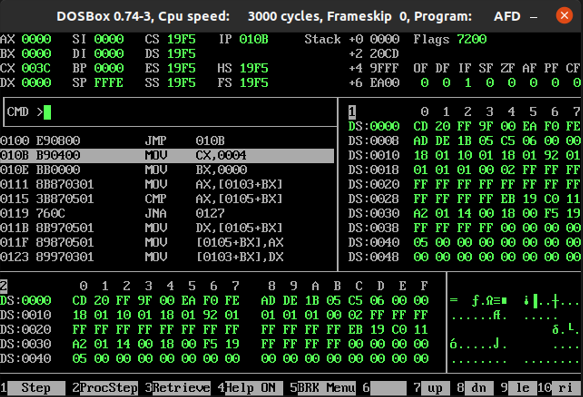 DOSBox 0.74-3, Cpu speed: 3000 cycles, Frameskip 0, Program: AFD
AX 0000 SI 0000 CS 19F5 IP 010B Stack +0 0000 Flags 7200
BX 0000 DI 0000 DS 19F5 +2 20CD
CX 003C BP 0000 ES 19F5 HS 19F5 +4 9FFF OF DF IF SF ZF AF PF CF
DX 0000 SP FFFE SS 19F5 FS 19F5 +6 EA00 0 0 1 0 0 0 0 0
CMD >
0100 E90800 JMP 010B
010B B90400 MOV CX,0004
010E BB0000 MOV BX,0000
0111 8B870301 MOV AX,[0103+BX]
0115 3B870501 CMP AX,[0105+BX]
0119 760C JNA 0127
011B 8B970501 MOV DX,[0105+BX]
011F 89870501 MOV [0105+BX],AX
0123 89970301 MOV [0103+BX],DX
1 0 1 2 3 4 5 6 7
DS:0000 CD 20 FF 9F 00 EA F0 FE
DS:0008 AD DE 1B 05 C5 06 00 00
DS:0010 18 01 10 01 18 01 92 01
DS:0018 01 01 01 00 02 FF FF FF
DS:0020 FF FF FF FF FF FF FF FF
DS:0028 FF FF FF FF EB 19 C0 11
DS:0030 A2 01 14 00 18 00 F5 19
DS:0038 FF FF FF FF 00 00 00 00
DS:0040 05 00 00 00 00 00 00 00
DS:0048 00 00 00 00 00 00 00 00
2 0 1 2 3 4 5 6 7 8 9 A B C D E F
DS:0000 CD 20 FF 9F 00 EA F0 FE AD DE 1B 05 C5 06 00 00
DS:0010 18 01 10 01 18 01 92 01 01 01 01 00 02 FF FF FF
DS:0020 FF FF FF FF FF FF FF FF FF FF FF FF EB 19 C0 11
DS:0030 A2 01 14 00 18 00 F5 19 FF FF FF FF 00 00 00 00
DS:0040 05 00 00 00 00 00 00 00 00 00 00 00 00 00 00 00
1 Step 2 ProcStep 3 Retrieve 4 Help ON 5 BRK Menu 6 7 up 8 dn 9 le 10 ri